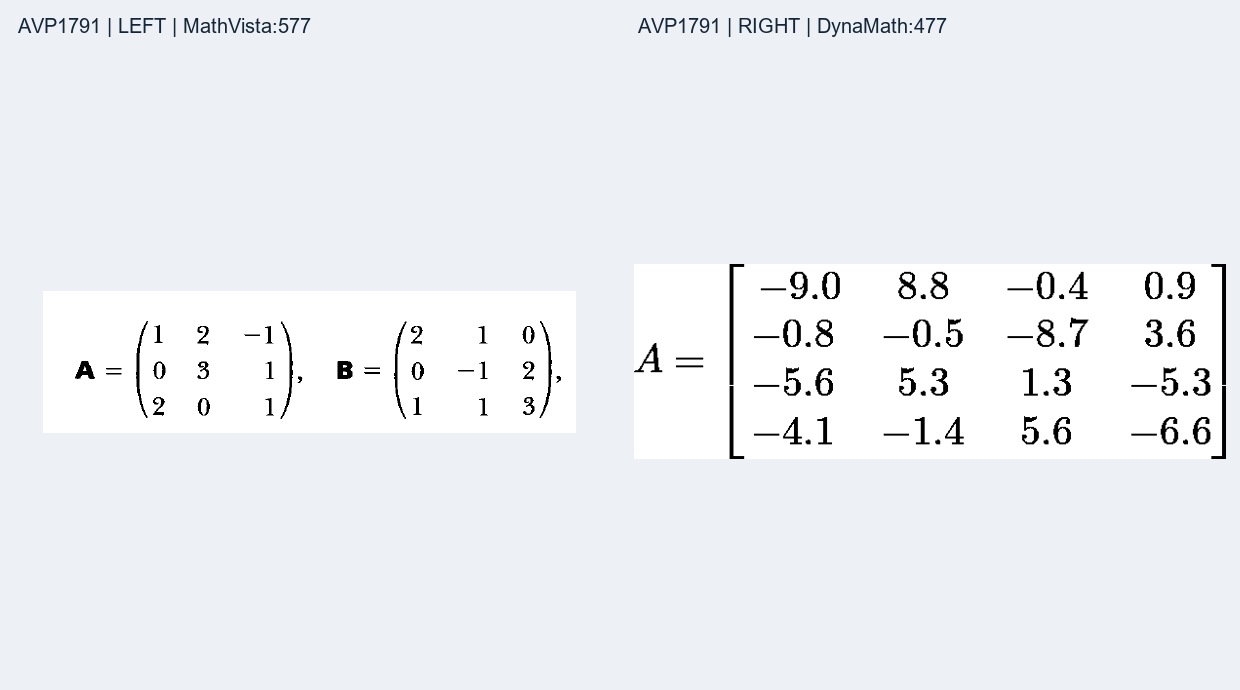 AVP1791 | LEFT | MathVista:577
A = (1 2 −1
0 3 1
2 0 1),
B = (2 1 0
0 −1 2
1 1 3),
AVP1791 | RIGHT | DynaMath:477
A = [−9.0 8.8 −0.4 0.9
−0.8 −0.5 −8.7 3.6
−5.6 5.3 1.3 −5.3
−4.1 −1.4 5.6 −6.6]